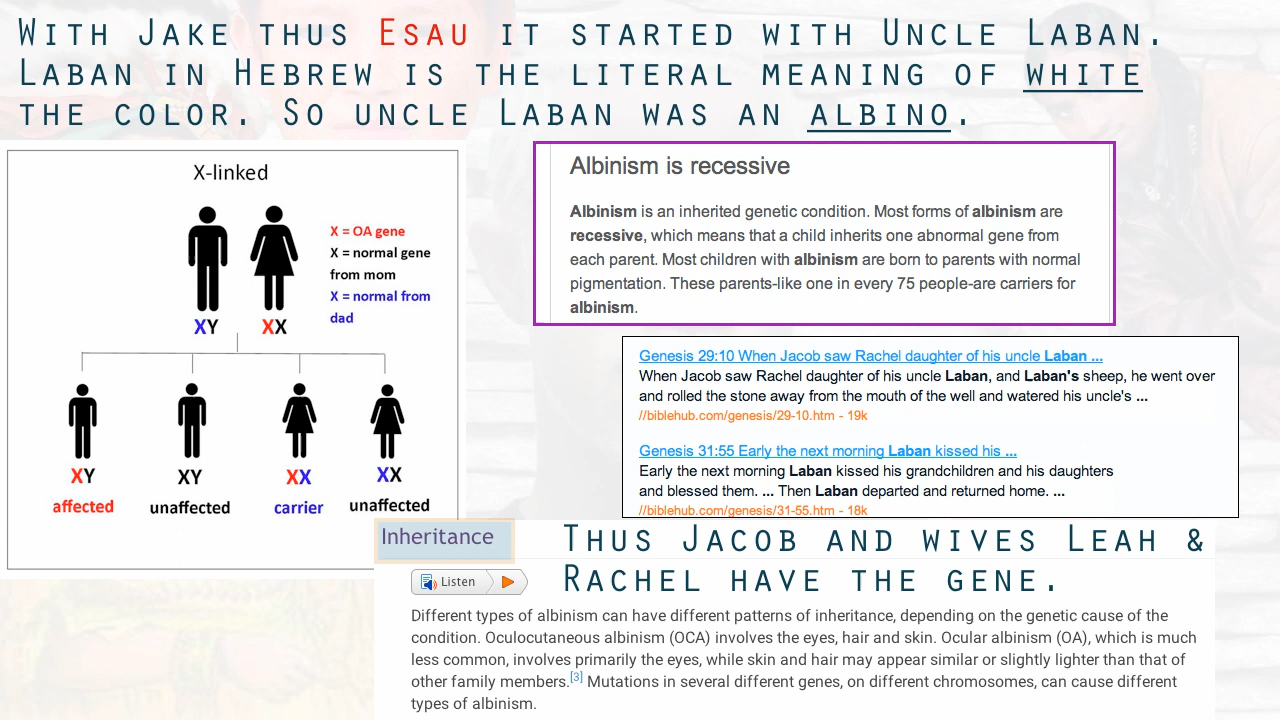 With Jake thus Esau it started with Uncle Laban.
Laban in Hebrew is the literal meaning of white
the color. So uncle Laban was an albino.
X-linked
X = OA gene
X = normal gene
from mom
X = normal from
dad
XY XX
XY XY XX XX
affected unaffected carrier unaffected
Albinism is recessive
Albinism is an inherited genetic condition. Most forms of albinism are
recessive, which means that a child inherits one abnormal gene from
each parent. Most children with albinism are born to parents with normal
pigmentation. These parents-like one in every 75 people-are carriers for
albinism.
Genesis 29:10 When Jacob saw Rachel daughter of his uncle Laban ...
When Jacob saw Rachel daughter of his uncle Laban, and Laban's sheep, he went over
and rolled the stone away from the mouth of the well and watered his uncle's ...
//biblehub.com/genesis/29-10.htm - 19k
Genesis 31:55 Early the next morning Laban kissed his ...
Early the next morning Laban kissed his grandchildren and his daughters
and blessed them. ... Then Laban departed and returned home. ...
//biblehub.com/genesis/31-55.htm - 18k
Thus Jacob and wives Leah &
Rachel have the gene.
Inheritance
Listen
Different types of albinism can have different patterns of inheritance, depending on the genetic cause of the
condition. Oculocutaneous albinism (OCA) involves the eyes, hair and skin. Ocular albinism (OA), which is much
less common, involves primarily the eyes, while skin and hair may appear similar or slightly lighter than that of
other family members.[3] Mutations in several different genes, on different chromosomes, can cause different
types of albinism.